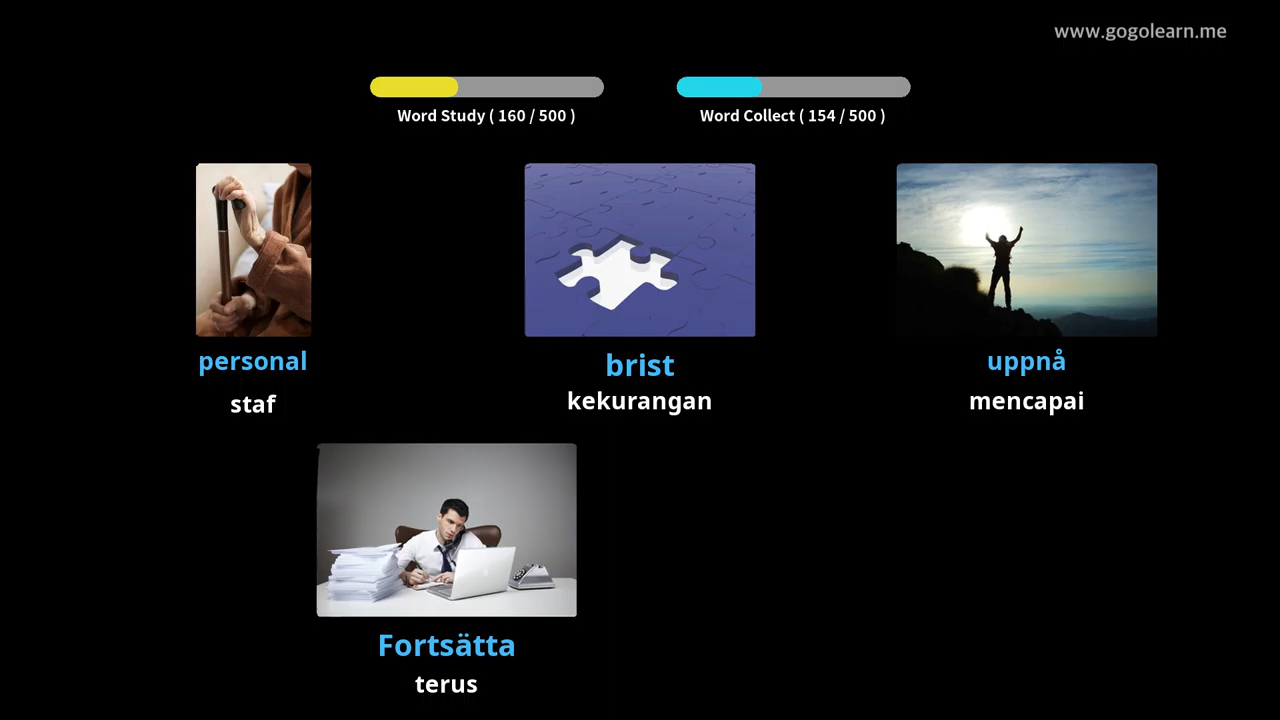 www.gogolearn.me
Word Study ( 160 / 500 )
Word Collect ( 154 / 500 )
personal
staf
brist
kekurangan
uppnå
mencapai
Fortsätta
terus